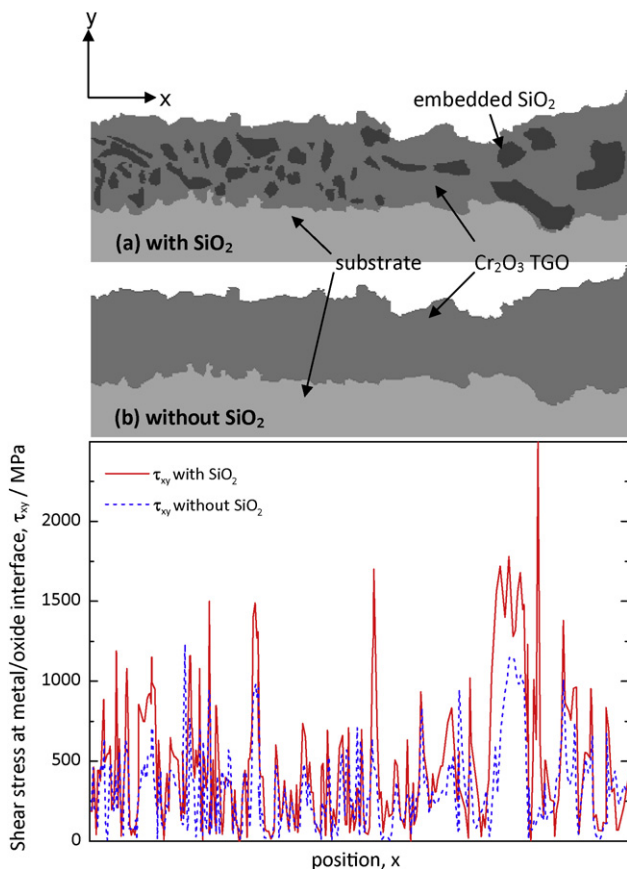 y
x
embedded SiO₂
(a) with SiO₂
substrate
Cr₂O₃ TGO
(b) without SiO₂
Shear stress at metal/oxide interface, τxy / MPa
τxy with SiO₂
τxy without SiO₂
2000
1500
1000
500
0
position, x